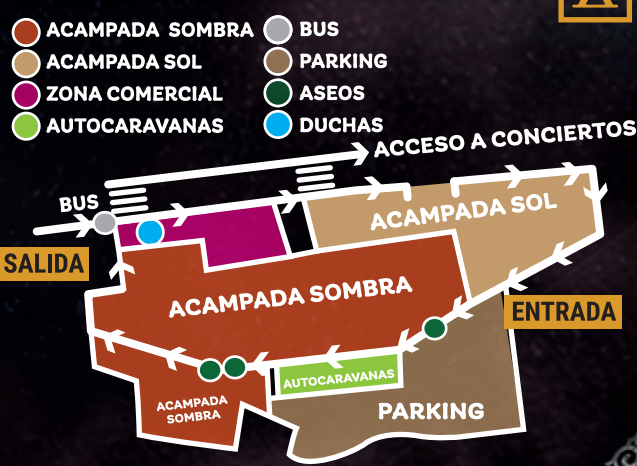 ACAMPADA SOMBRA
BUS
ACAMPADA SOL
PARKING
ZONA COMERCIAL
ASEOS
AUTOCARAVANAS
DUCHAS
ACCESO A CONCIERTOS
BUS
ACAMPADA SOL
SALIDA
ACAMPADA SOMBRA
ENTRADA
AUTOCARAVANAS
ACAMPADA
SOMBRA
PARKING